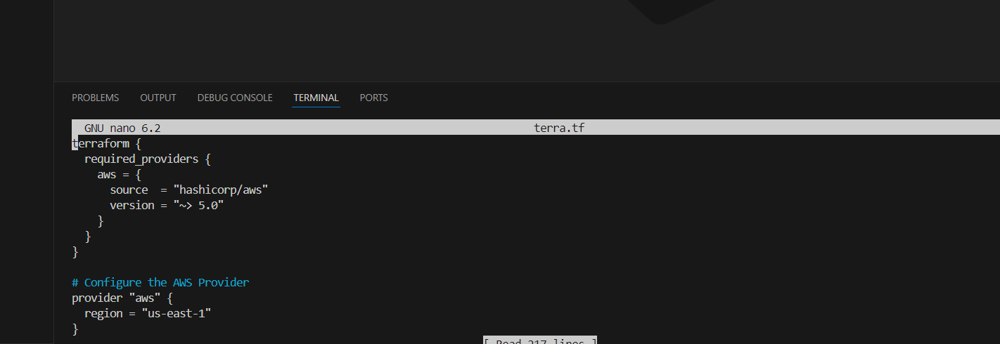 PROBLEMS OUTPUT DEBUG CONSOLE TERMINAL PORTS
GNU nano 6.2 terra.tf
terraform {
  required_providers {
    aws = {
      source  = "hashicorp/aws"
      version = "~> 5.0"
    }
  }
}

# Configure the AWS Provider
provider "aws" {
  region = "us-east-1"
}
[ Read 217 lines ]